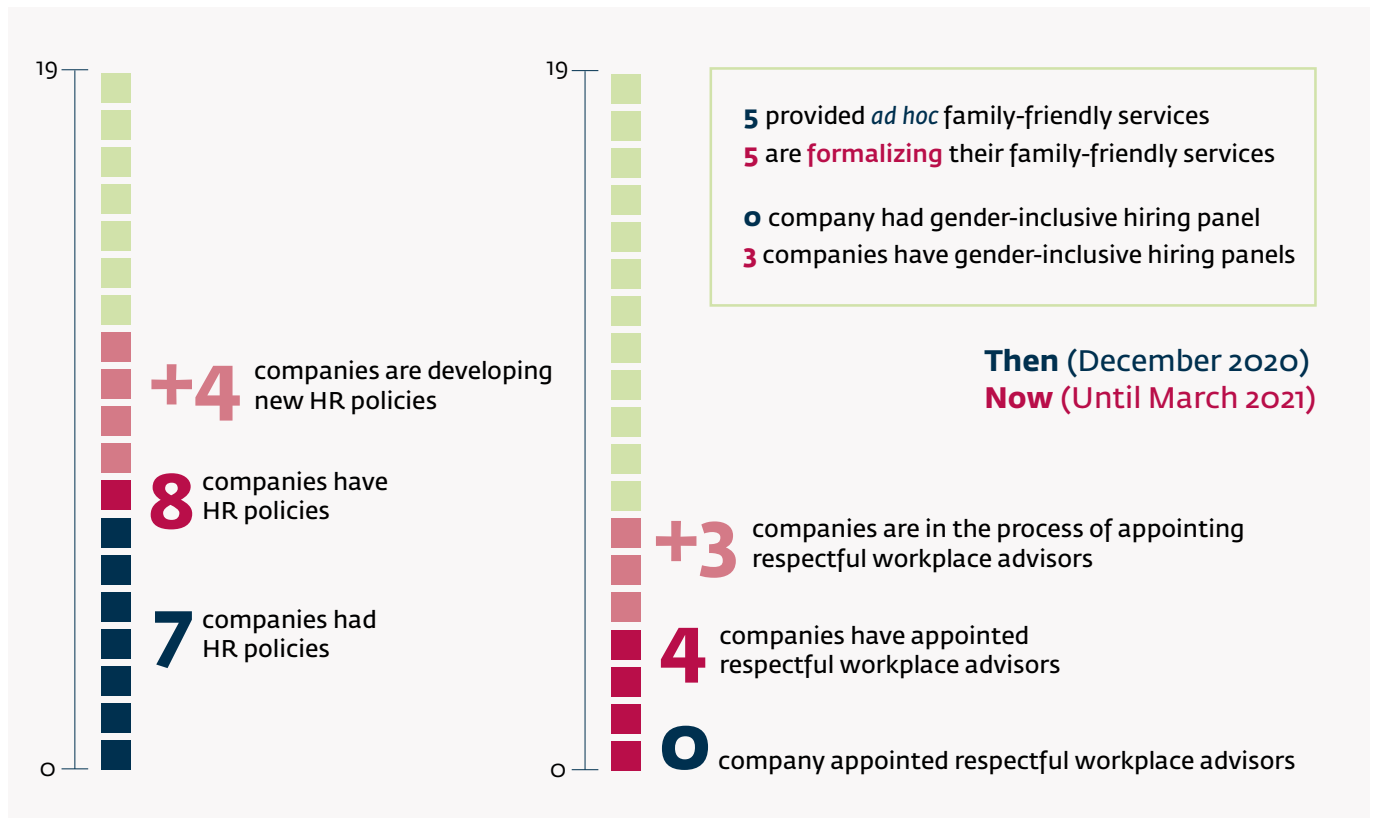 19
+4 companies are developing
new HR policies
8 companies have
HR policies
7 companies had
HR policies
0
19
5 provided ad hoc family-friendly services
5 are formalizing their family-friendly services
0 company had gender-inclusive hiring panel
3 companies have gender-inclusive hiring panels
Then (December 2020)
Now (Until March 2021)
+3 companies are in the process of appointing
respectful workplace advisors
4 companies have appointed
respectful workplace advisors
0 company appointed respectful workplace advisors
0